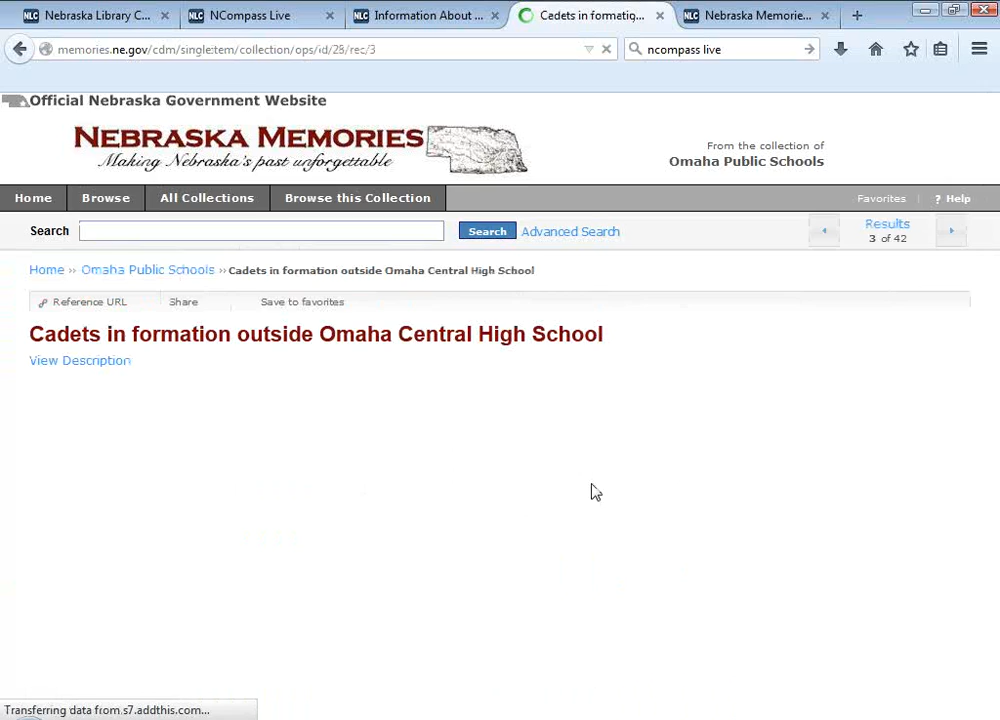 Nebraska Library C...
NCompass Live
Information About ...
Cadets in formatio...
Nebraska Memorie...
memories.ne.gov/cdm/singleitem/collection/ops/id/28/rec/3
ncompass live
Official Nebraska Government Website
NEBRASKA MEMORIES
Making Nebraska's past unforgettable
From the collection of
Omaha Public Schools
Home
Browse
All Collections
Browse this Collection
Favorites
? Help
Search
Search
Advanced Search
Results
3 of 42
Home ›› Omaha Public Schools ›› Cadets in formation outside Omaha Central High School
Reference URL
Share
Save to favorites
Cadets in formation outside Omaha Central High School
View Description
Transferring data from s7.addthis.com...